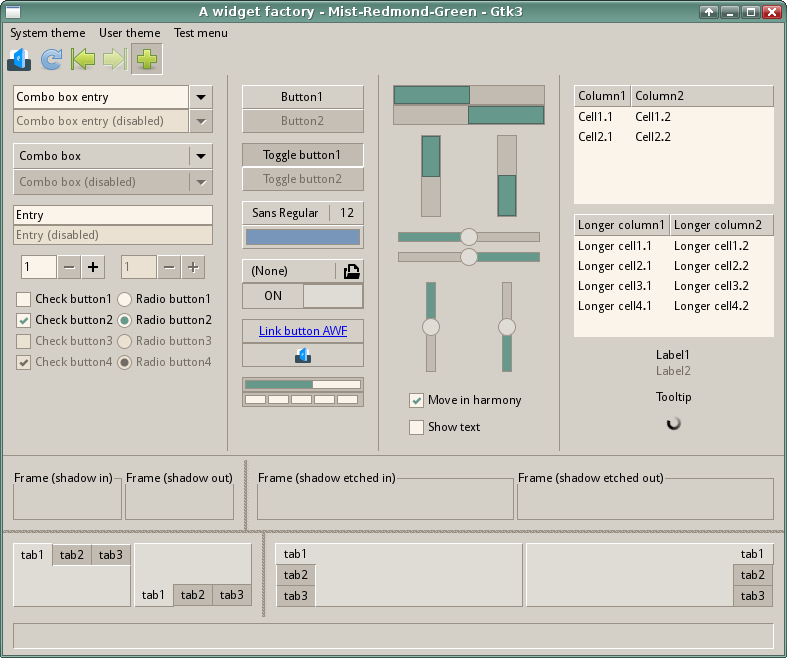 A widget factory - Mist-Redmond-Green - Gtk3
System theme User theme Test menu
Combo box entry
Combo box entry (disabled)
Combo box
Combo box (disabled)
Entry
Entry (disabled)
1 1
Check button1 Radio button1
Check button2 Radio button2
Check button3 Radio button3
Check button4 Radio button4
Button1
Button2
Toggle button1
Toggle button2
Sans Regular 12
(None)
ON
Link button AWF
Move in harmony
Show text
Column1 Column2
Cell1.1 Cell1.2
Cell2.1 Cell2.2
Longer column1 Longer column2
Longer cell1.1 Longer cell1.2
Longer cell2.1 Longer cell2.2
Longer cell3.1 Longer cell3.2
Longer cell4.1 Longer cell4.2
Label1
Label2
Tooltip
Frame (shadow in) Frame (shadow out) Frame (shadow etched in) Frame (shadow etched out)
tab1 tab2 tab3
tab1 tab2 tab3
tab1
tab2
tab3
tab1
tab2
tab3